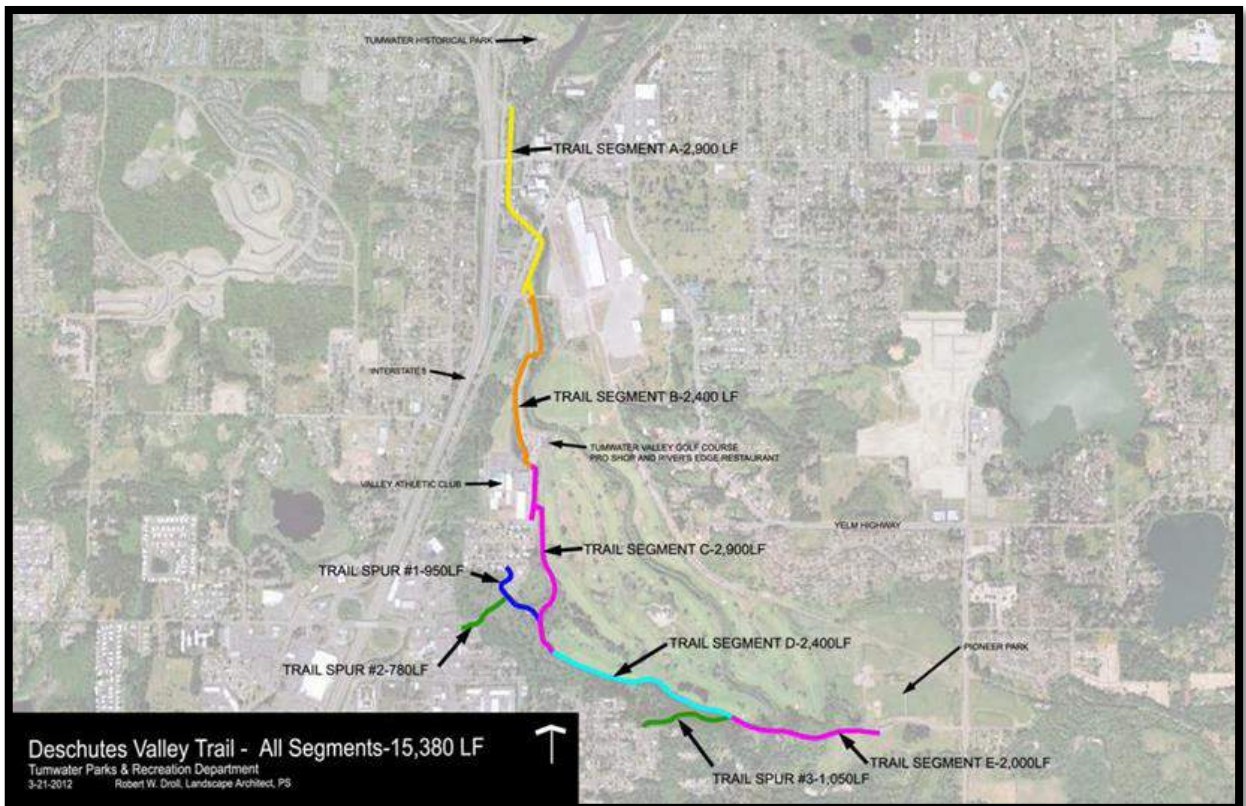 TUMWATER HISTORICAL PARK
TRAIL SEGMENT A-2,900 LF
INTERSTATE 5
TRAIL SEGMENT B-2,400 LF
TUMWATER VALLEY GOLF COURSE
PRO SHOP AND RIVER'S EDGE RESTAURANT
VALLEY ATHLETIC CLUB
YELM HIGHWAY
TRAIL SEGMENT C-2,900LF
TRAIL SPUR #1-950LF
TRAIL SEGMENT D-2,400LF
PIONEER PARK
TRAIL SPUR #2-780LF
TRAIL SEGMENT E-2,000LF
TRAIL SPUR #3-1,050LF
Deschutes Valley Trail - All Segments-15,380 LF
Tumwater Parks & Recreation Department
3-21-2012 Robert W. Droll, Landscape Architect, PS